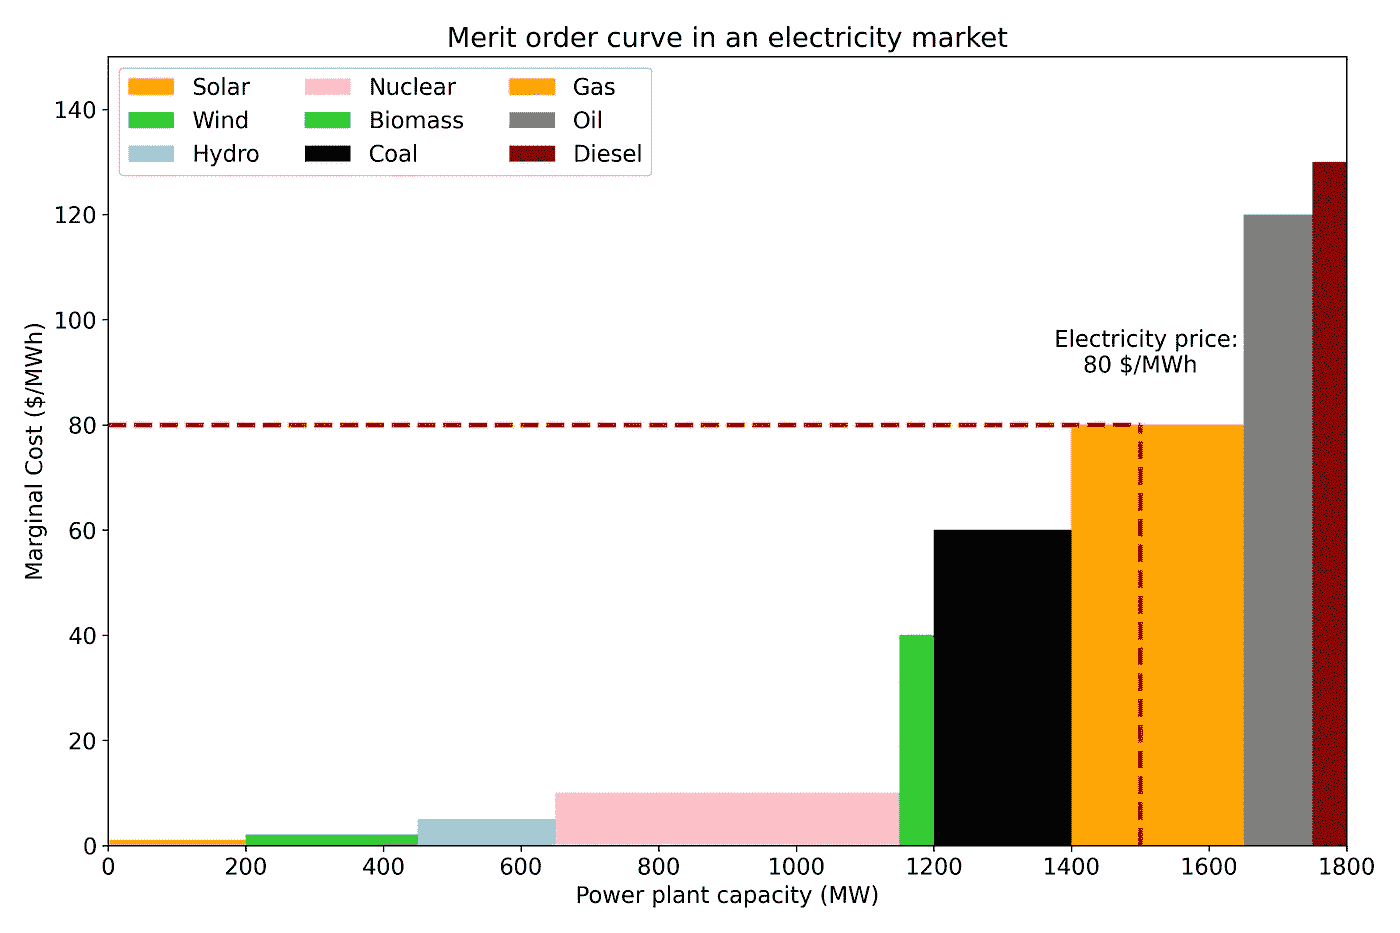 Merit order curve in an electricity market
Solar Nuclear Gas
Wind Biomass Oil
Hydro Coal Diesel
140
120
100
80
60
40
20
0
Marginal Cost ($/MWh)
Electricity price:
80 $/MWh
0 200 400 600 800 1000 1200 1400 1600 1800
Power plant capacity (MW)